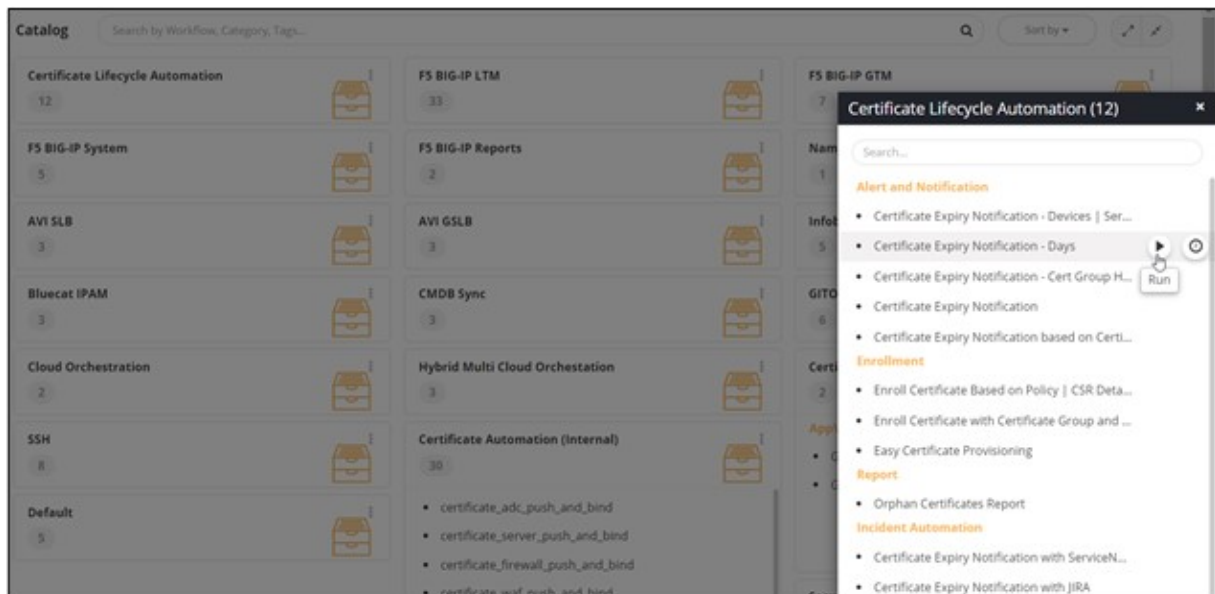 Catalog
Search by Workflow, Category, Tags...
Sort by
Certificate Lifecycle Automation
12
F5 BIG-IP LTM
33
F5 BIG-IP GTM
7
F5 BIG-IP System
5
F5 BIG-IP Reports
2
Nam
1
AVI SLB
3
AVI GSLB
3
Infob
5
Bluecat IPAM
3
CMDB Sync
3
GITO
6
Cloud Orchestration
2
Hybrid Multi Cloud Orchestation
3
Certi
2
SSH
8
Certificate Automation (Internal)
30
certificate_adc_push_and_bind
certificate_server_push_and_bind
certificate_firewall_push_and_bind
certificate_waf_push_and_bind
Appl
Default
5
Certificate Lifecycle Automation (12)
Search...
Alert and Notification
Certificate Expiry Notification - Devices | Ser...
Certificate Expiry Notification - Days
Run
Certificate Expiry Notification - Cert Group H...
Certificate Expiry Notification
Certificate Expiry Notification based on Certi...
Enrollment
Enroll Certificate Based on Policy | CSR Deta...
Enroll Certificate with Certificate Group and ...
Easy Certificate Provisioning
Report
Orphan Certificates Report
Incident Automation
Certificate Expiry Notification with ServiceN...
Certificate Expiry Notification with JIRA